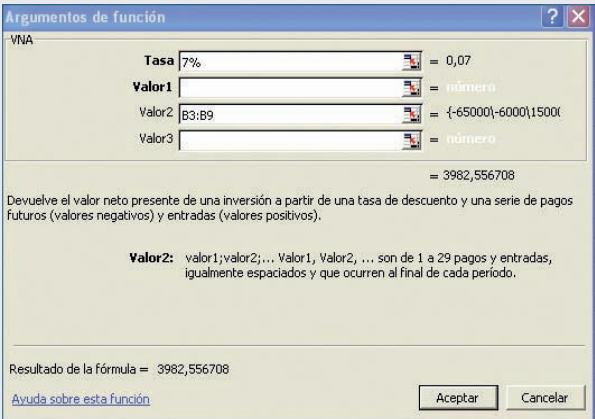 Argumentos de función
VNA
Tasa 7% = 0,07
Valor1 = número
Valor2 B3:B9 = {-65000\-6000\1500(
Valor3 = número
= 3982,556708
Devuelve el valor neto presente de una inversión a partir de una tasa de descuento y una serie de pagos
futuros (valores negativos) y entradas (valores positivos).
Valor2: valor1;valor2;... Valor1, Valor2, ... son de 1 a 29 pagos y entradas,
igualmente espaciados y que ocurren al final de cada período.
Resultado de la fórmula = 3982,556708
Ayuda sobre esta función
Aceptar Cancelar